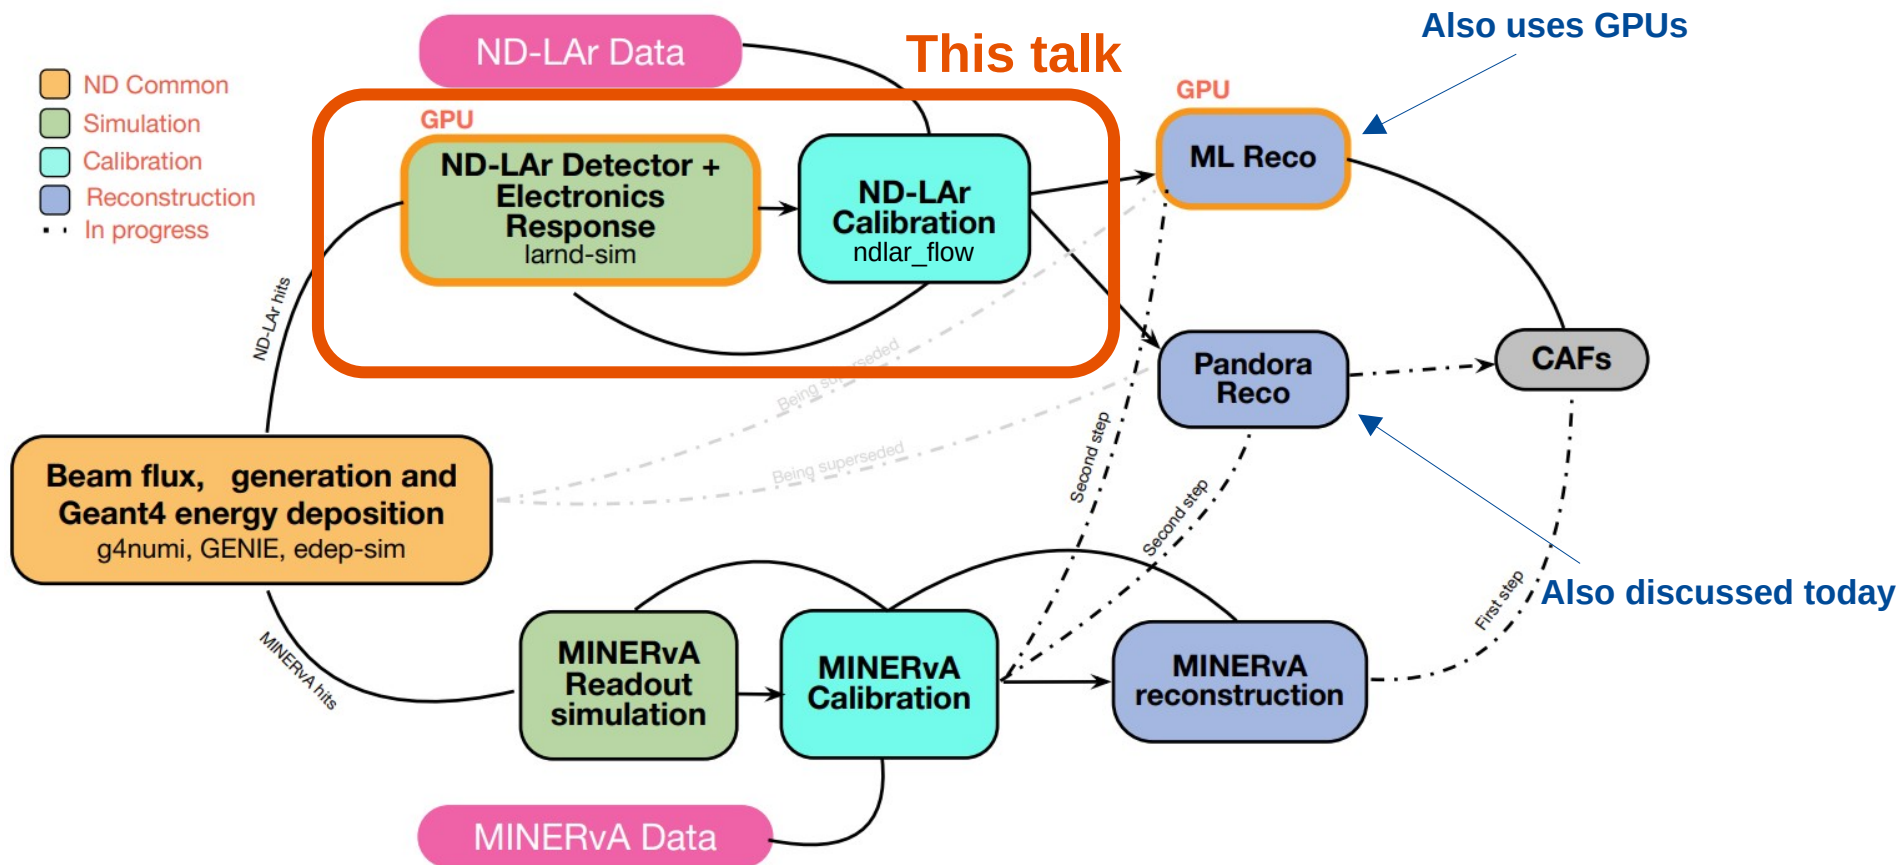 ND-LAr Data
This talk
Also uses GPUs
ND Common
Simulation
Calibration
Reconstruction
In progress
GPU
ND-LAr Detector +
Electronics
Response
larnd-sim
ND-LAr
Calibration
ndlar_flow
GPU
ML Reco
ND-LAr hits
Being superseded
Being superseded
Pandora
Reco
CAFs
Second step
Second step
First step
Also discussed today
Beam flux, generation and
Geant4 energy deposition
g4numi, GENIE, edep-sim
MINERvA hits
MINERvA
Readout
simulation
MINERvA
Calibration
MINERvA
reconstruction
MINERvA Data